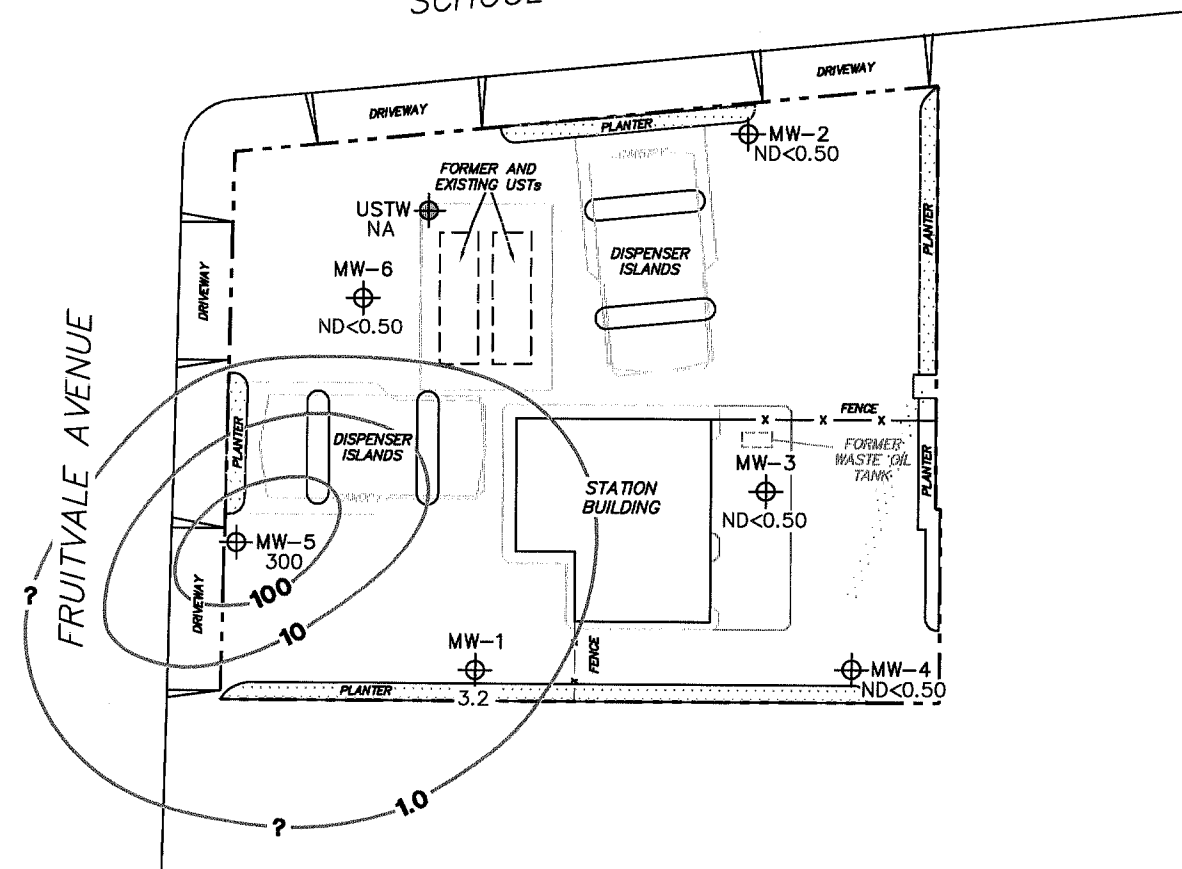 SCHOOL
DRIVEWAY
DRIVEWAY
PLANTER
MW-2
ND<0.50
FORMER AND
EXISTING USTs
USTW
NA
DISPENSER
ISLANDS
PLANTER
MW-6
ND<0.50
DRIVEWAY
FRUITVALE AVENUE
PLANTER
DISPENSER
ISLANDS
FENCE
x x x
FORMER
WASTE OIL
TANK
PLANTER
MW-3
ND<0.50
STATION
BUILDING
MW-5
300
100
DRIVEWAY
?
10
MW-1
3.2
FENCE
x
PLANTER
MW-4
ND<0.50
1.0
?